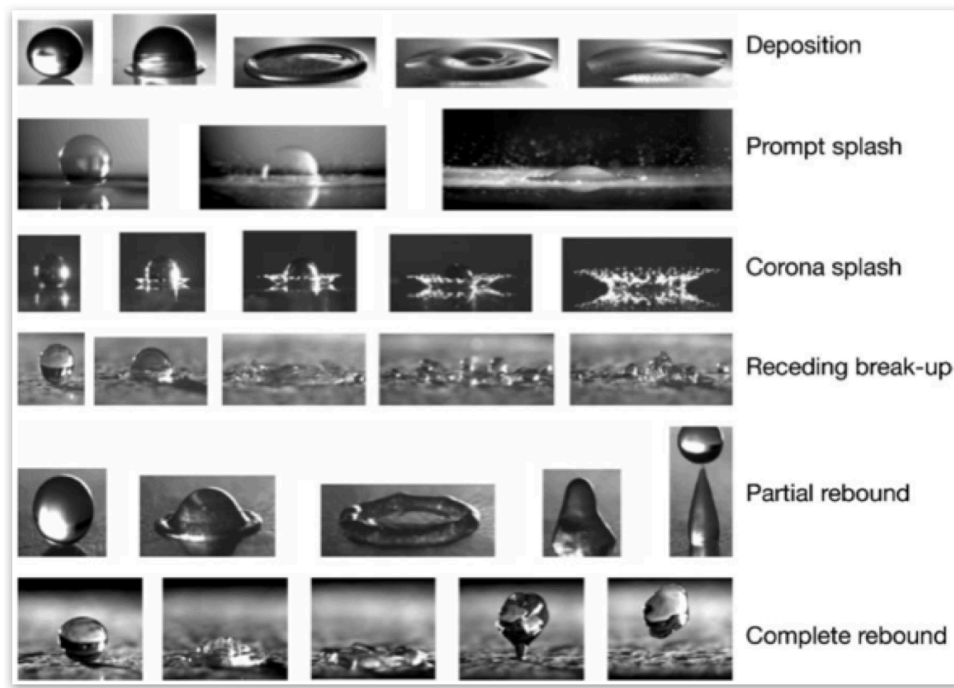 Deposition
Prompt splash
Corona splash
Receding break-up
Partial rebound
Complete rebound